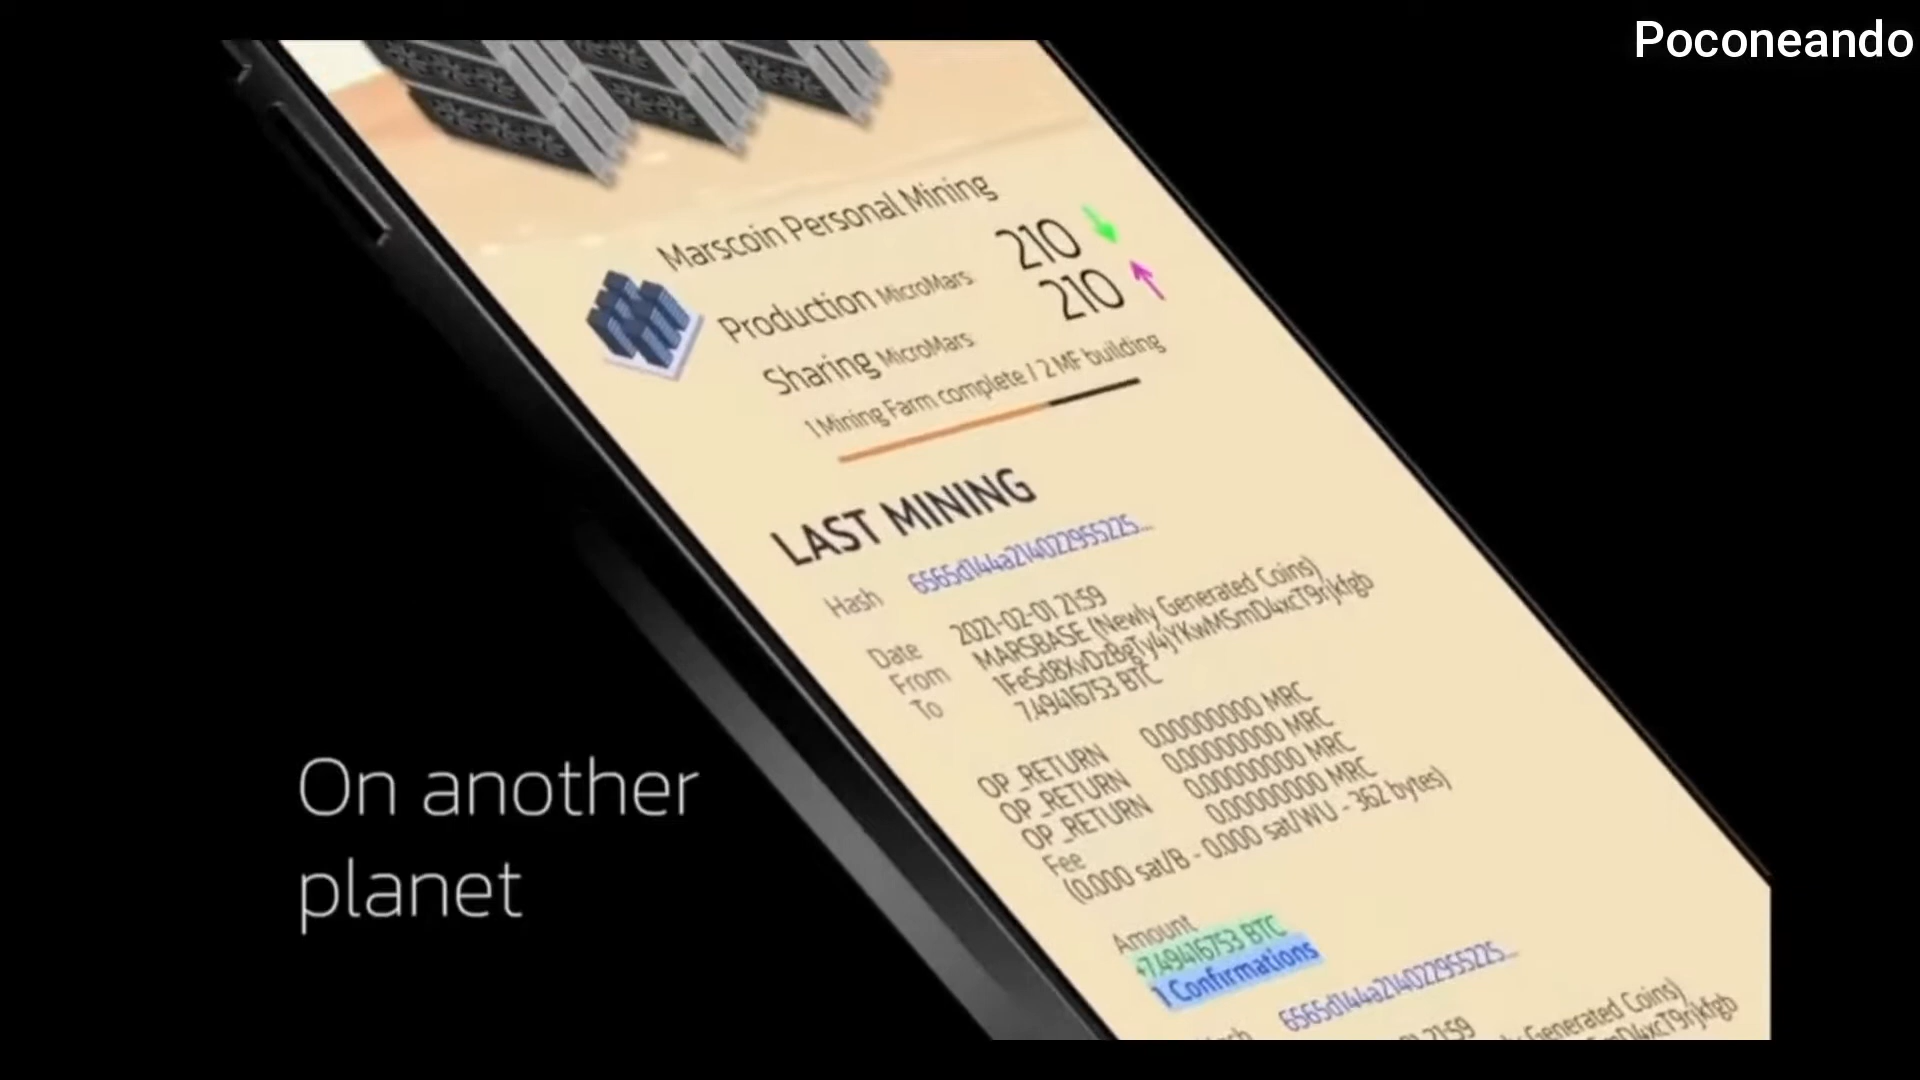 Poconeando
Marscoin Personal Mining
Production MicroMars 210
Sharing MicroMars 210
1 Mining Farm complete / 2 MF building
LAST MINING
Hash 6565d144a214022955225...
Date 2021-02-01 21:59
From MARSBASE (Newly Generated Coins)
To 1FeSd8XvDzBgTy4jYKwMSmD4xcT9rjkfgb
7.49416753 BTC
OP_RETURN 0.00000000 MRC
OP_RETURN 0.00000000 MRC
OP_RETURN 0.00000000 MRC
Fee 0.00000000 MRC
(0.000 sat/B - 0.000 sat/WU - 362 bytes)
Amount
+7.49416753 BTC
1 Confirmations
6565d144a214022955225...
21:59
Generated Coins)
On another
planet